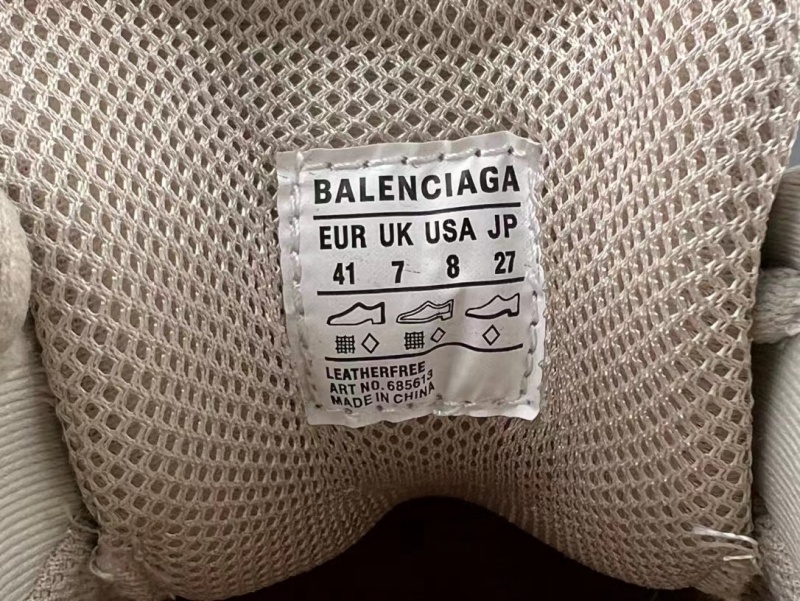 BALENCIAGA
EUR UK USA JP
41 7 8 27
LEATHERFREE
ART NO. 685613
MADE IN CHINA